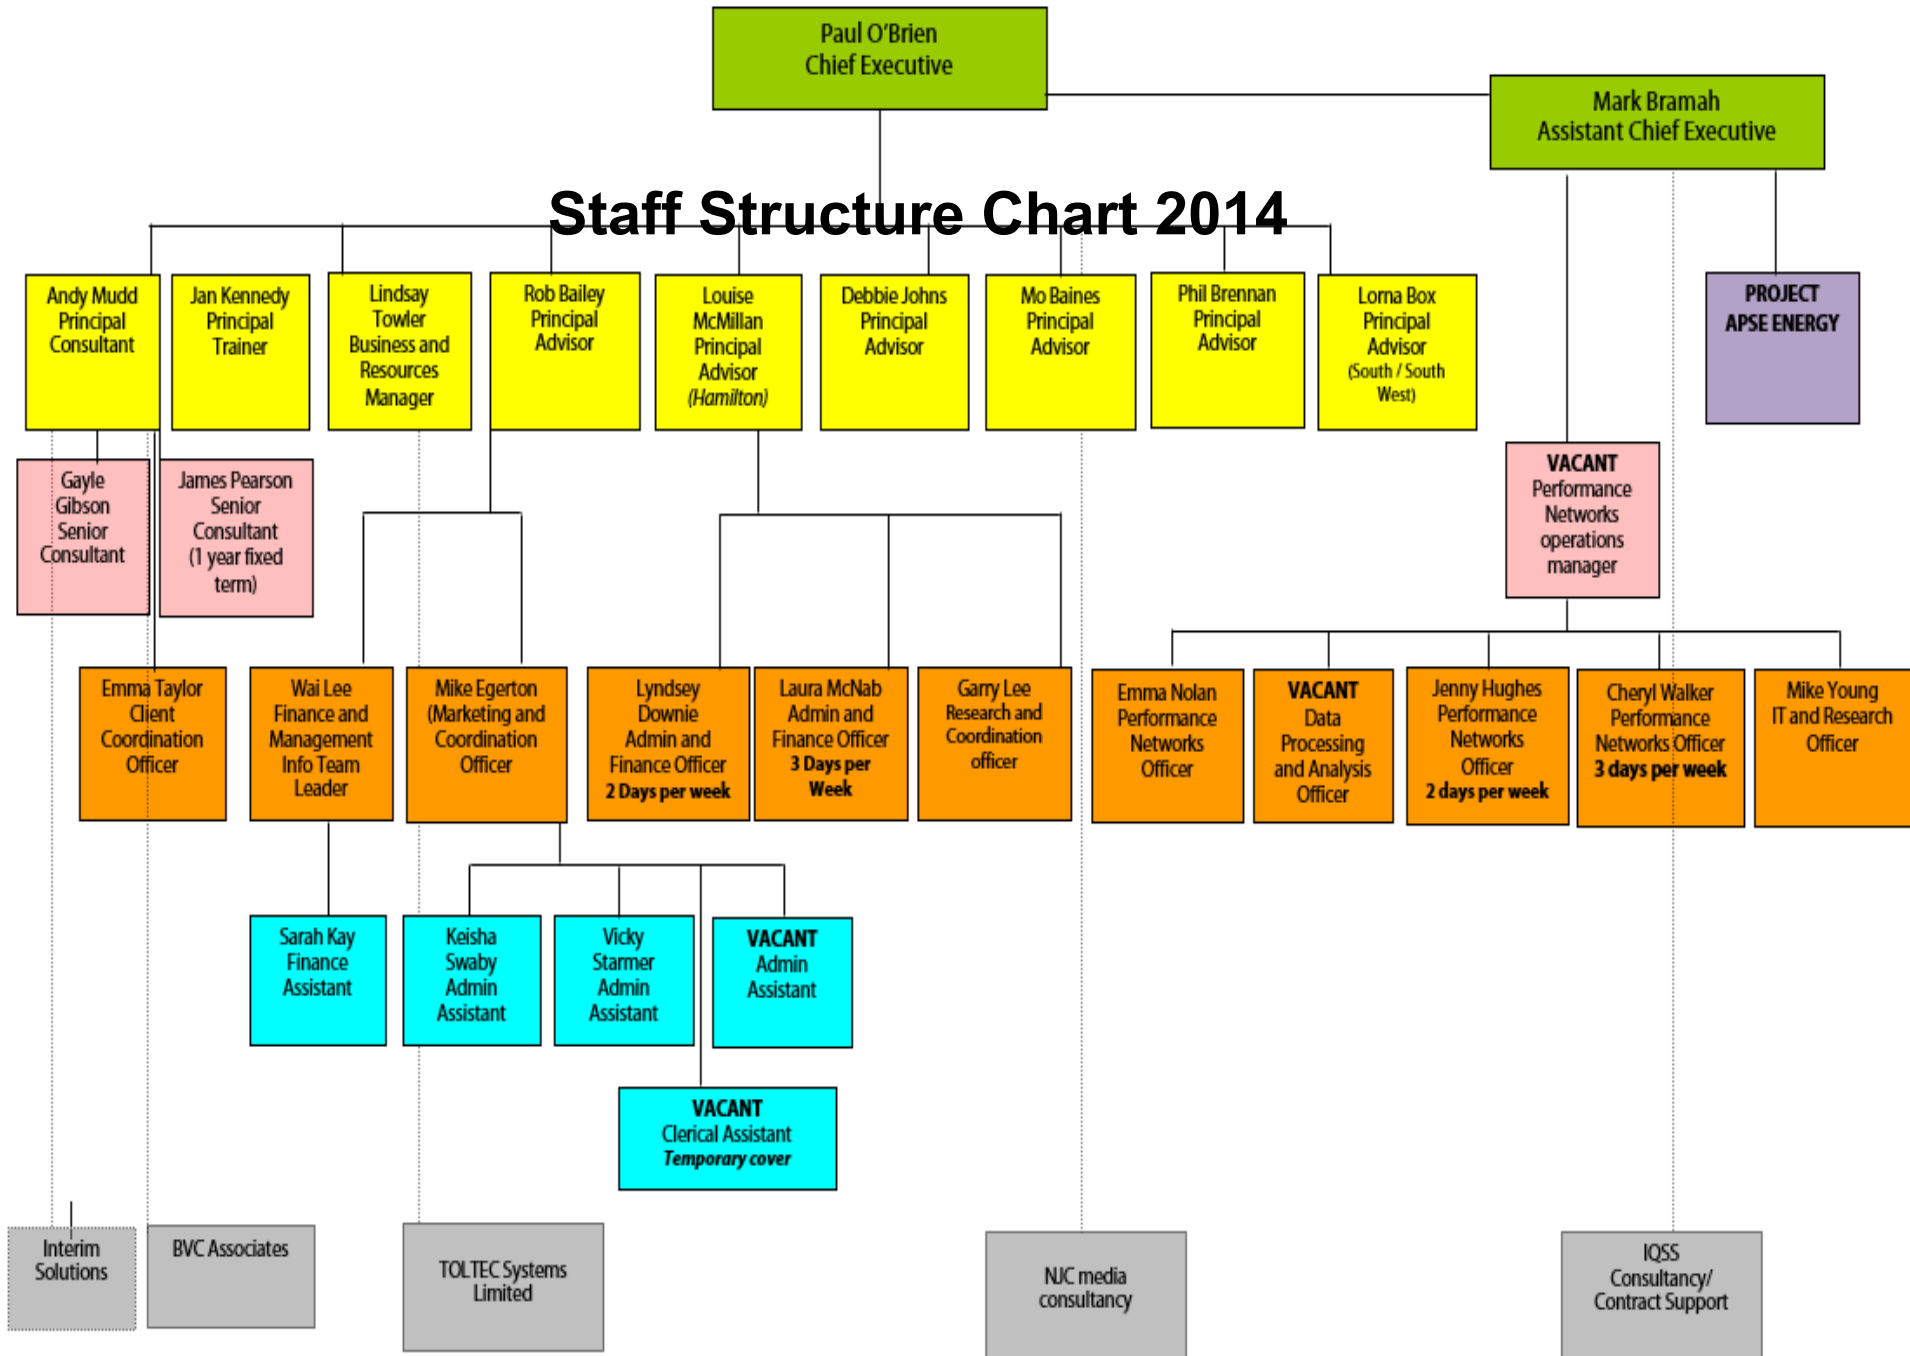 Paul O’Brien
Chief Executive
Mark Bramah
Assistant Chief Executive
Staff Structure Chart 2014
Andy Mudd
Principal
Consultant
Jan Kennedy
Principal
Trainer
Lindsay
Towler
Business and
Resources
Manager
Rob Bailey
Principal
Advisor
Louise
McMillan
Principal
Advisor
(Hamilton)
Debbie Johns
Principal
Advisor
Mo Baines
Principal
Advisor
Phil Brennan
Principal
Advisor
Lorna Box
Principal
Advisor
(South / South
West)
PROJECT
APSE ENERGY
Gayle
Gibson
Senior
Consultant
James Pearson
Senior
Consultant
(1 year fixed
term)
VACANT
Performance
Networks
operations
manager
Emma Taylor
Client
Coordination
Officer
Wai Lee
Finance and
Management
Info Team
Leader
Mike Egerton
(Marketing and
Coordination
Officer
Lyndsey
Downie
Admin and
Finance Officer
2 Days per week
Laura McNab
Admin and
Finance Officer
3 Days per
Week
Garry Lee
Research and
Coordination
officer
Emma Nolan
Performance
Networks
Officer
VACANT
Data
Processing
and Analysis
Officer
Jenny Hughes
Performance
Networks
Officer
2 days per week
Cheryl Walker
Performance
Networks Officer
3 days per week
Mike Young
IT and Research
Officer
Sarah Kay
Finance
Assistant
Keisha
Swaby
Admin
Assistant
Vicky
Starmer
Admin
Assistant
VACANT
Admin
Assistant
VACANT
Clerical Assistant
Temporary cover
Interim
Solutions
BVC Associates
TOLTEC Systems
Limited
NJC media
consultancy
IQSS
Consultancy/
Contract Support